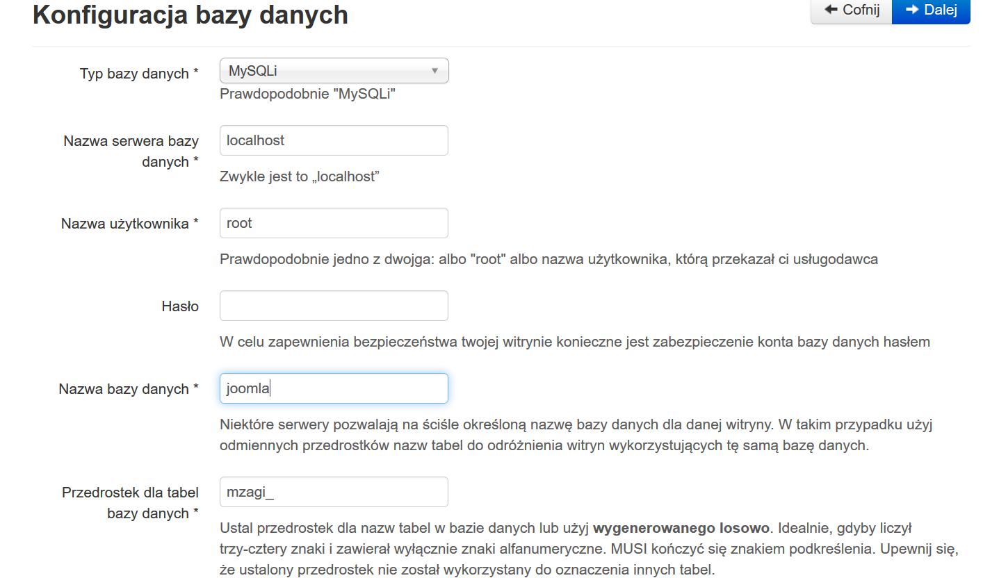 Konfiguracja bazy danych
Cofnij
Dalej
Typ bazy danych *
MySQLi
Prawdopodobnie "MySQLi"
Nazwa serwera bazy
danych *
localhost
Zwykle jest to „localhost”
Nazwa użytkownika *
root
Prawdopodobnie jedno z dwojga: albo "root" albo nazwa użytkownika, którą przekazał ci usługodawca
Hasło
W celu zapewnienia bezpieczeństwa twojej witrynie konieczne jest zabezpieczenie konta bazy danych hasłem
Nazwa bazy danych *
joomla
Niektóre serwery pozwalają na ściśle określoną nazwę bazy danych dla danej witryny. W takim przypadku użyj
odmiennych przedrostków nazw tabel do odróżnienia witryn wykorzystujących tę samą bazę danych.
Przedrostek dla tabel
bazy danych *
mzagi_
Ustal przedrostek dla nazw tabel w bazie danych lub użyj wygenerowanego losowo. Idealnie, gdyby liczył
trzy-cztery znaki i zawierał wyłącznie znaki alfanumeryczne. MUSI kończyć się znakiem podkreślenia. Upewnij się,
że ustalony przedrostek nie został wykorzystany do oznaczenia innych tabel.